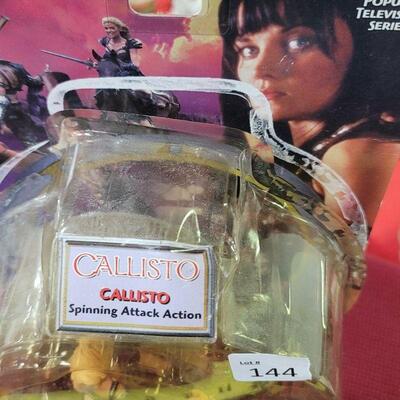 POPU
TELEVIS
SERIE
CALLISTO
CALLISTO
Spinning Attack Action
Lot #
144